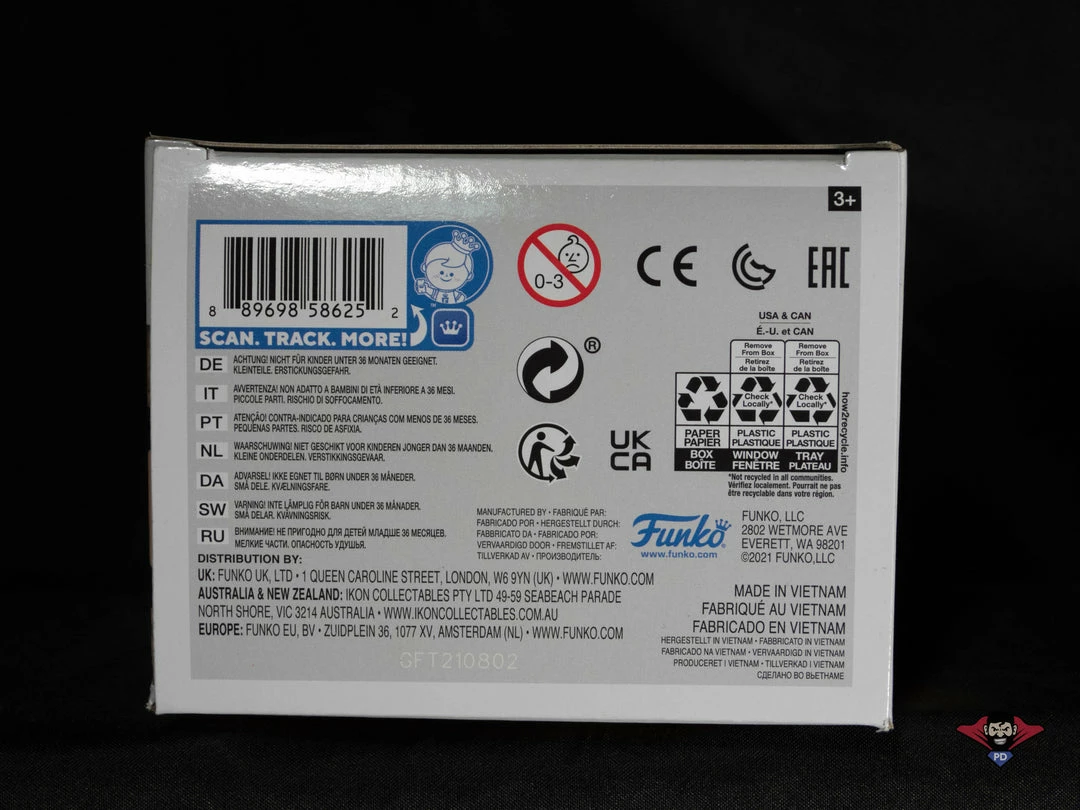 3+
8 89698 58625 2
SCAN. TRACK. MORE!
™
DE ACHTUNG! NICHT FÜR KINDER UNTER 36 MONATEN GEEIGNET.
KLEINTEILE. ERSTICKUNGSGEFAHR.
IT AVVERTENZA! NON ADATTO A BAMBINI DI ETÀ INFERIORE A 36 MESI.
PICCOLE PARTI. RISCHIO DI SOFFOCAMENTO.
PT ATENÇÃO! CONTRA-INDICADO PARA CRIANÇAS COM MENOS DE 36 MESES.
PEQUENAS PARTES. RISCO DE ASFIXIA.
NL WAARSCHUWING! NIET GESCHIKT VOOR KINDEREN JONGER DAN 36 MAANDEN.
KLEINE ONDERDELEN. VERSTIKKINGSGEVAAR.
DA ADVARSEL! IKKE EGNET TIL BØRN UNDER 36 MÅNEDER.
SMÅ DELE. KVÆLNINGSFARE.
SW VARNING! INTE LÄMPLIG FÖR BARN UNDER 36 MÅNADER.
SMÅ DELAR. KVÄVNINGSRISK.
RU ВНИМАНИЕ! НЕ ПРИГОДНО ДЛЯ ДЕТЕЙ МЛАДШЕ 36 МЕСЯЦЕВ.
МЕЛКИЕ ЧАСТИ. ОПАСНОСТЬ УДУШЬЯ.
0-3
CE
EAC
®
UK
CA
USA & CAN
É.-U. et CAN
Remove From Box
Retirez de la boîte
Remove From Box
Retirez de la boîte
Check Locally*
Check Locally*
PAPER
PAPIER
BOX
BOÎTE
PLASTIC
PLASTIQUE
WINDOW
FENÊTRE
PLASTIC
PLASTIQUE
TRAY
PLATEAU
how2recycle.info
*Not recycled in all communities.
Vérifiez localement. Pourrait ne pas
être recyclable dans votre région.
MANUFACTURED BY • FABRIQUÉ PAR:
FABRICADO POR • HERGESTELLT DURCH:
FABBRICATO DA • FABRICADO POR:
VERVAARDIGD DOOR • FREMSTILLET AF:
TILLVERKAD AV • ПРОИЗВОДИТЕЛЬ:
Funko
www.funko.com
FUNKO, LLC
2802 WETMORE AVE
EVERETT, WA 98201
©2021 FUNKO,LLC
DISTRIBUTION BY:
UK: FUNKO UK, LTD • 1 QUEEN CAROLINE STREET, LONDON, W6 9YN (UK) • WWW.FUNKO.COM
AUSTRALIA & NEW ZEALAND: IKON COLLECTABLES PTY LTD 49-59 SEABEACH PARADE
NORTH SHORE, VIC 3214 AUSTRALIA • WWW.IKONCOLLECTABLES.COM.AU
EUROPE: FUNKO EU, BV • ZUIDPLEIN 36, 1077 XV, AMSTERDAM (NL) • WWW.FUNKO.COM
MADE IN VIETNAM
FABRIQUÉ AU VIETNAM
FABRICADO EN VIETNAM
HERGESTELLT IN VIETNAM • FABBRICATO IN VIETNAM
FABRICADO NA VIETNAM • VERVAARDIGD IN VIETNAM
PRODUCERET I VIETNAM • TILLVERKAD I VIETNAM
СДЕЛАНО ВО ВЬЕТНАМЕ
GFT210802
PD